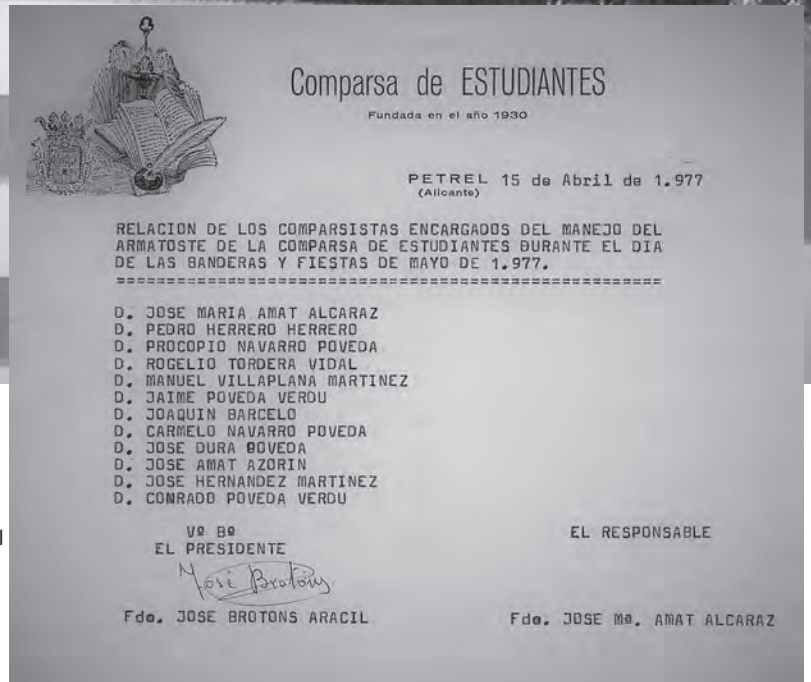 Comparsa de ESTUDIANTES
Fundada en el año 1930
PETREL 15 de Abril de 1.977
(Alicante)
RELACION DE LOS COMPARSISTAS ENCARGADOS DEL MANEJO DEL
ARMATOSTE DE LA COMPARSA DE ESTUDIANTES DURANTE EL DIA
DE LAS BANDERAS Y FIESTAS DE MAYO DE 1.977.
=======================================================
D. JOSE MARIA AMAT ALCARAZ
D. PEDRO HERRERO HERRERO
D. PROCOPIO NAVARRO POVEDA
D. ROGELIO TORDERA VIDAL
D. MANUEL VILLAPLANA MARTINEZ
D. JAIME POVEDA VERDU
D. JOAQUIN BARCELO
D. CARMELO NAVARRO POVEDA
D. JOSE DURA POVEDA
D. JOSE AMAT AZORIN
D. JOSE HERNANDEZ MARTINEZ
D. CONRADO POVEDA VERDU
Vº Bº
EL PRESIDENTE
EL RESPONSABLE
José Brotóns
Fdo. JOSE BROTONS ARACIL
Fdo. JOSE Mª. AMAT ALCARAZ